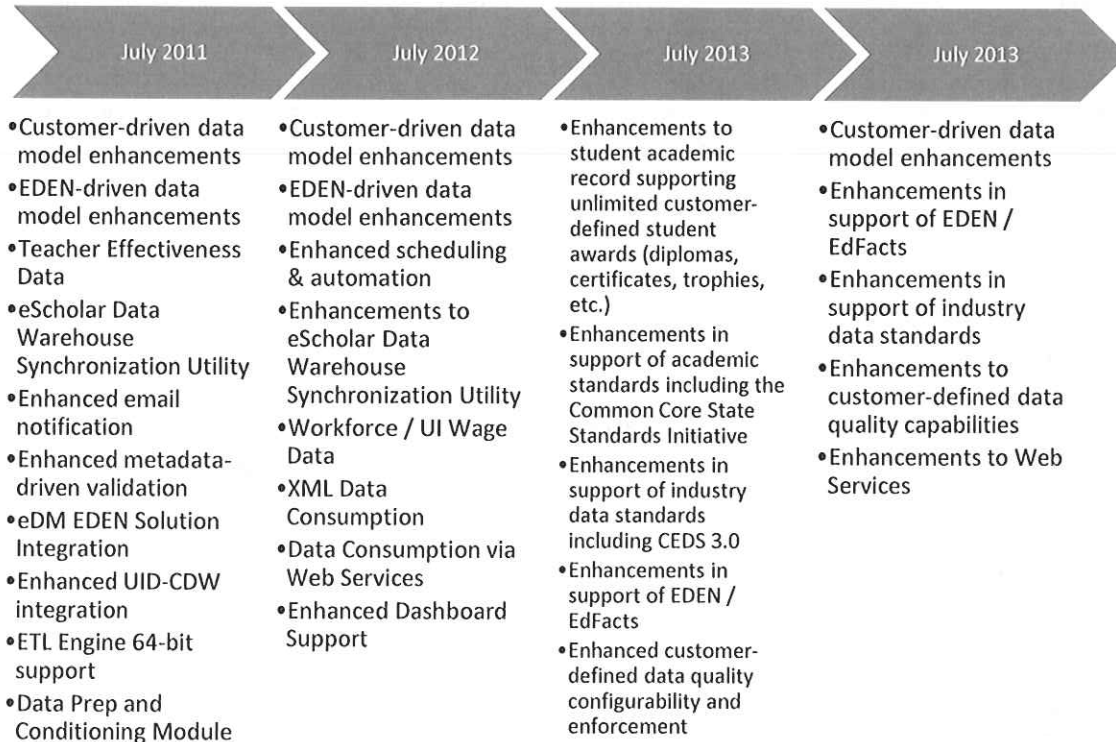 July 2011
•Customer-driven data
model enhancements
•EDEN-driven data
model enhancements
•Teacher Effectiveness
Data
•eScholar Data
Warehouse
Synchronization Utility
•Enhanced email
notification
•Enhanced metadata-
driven validation
•eDM EDEN Solution
Integration
•Enhanced UID-CDW
integration
•ETL Engine 64-bit
support
•Data Prep and
Conditioning Module
July 2012
•Customer-driven data
model enhancements
•EDEN-driven data
model enhancements
•Enhanced scheduling
& automation
•Enhancements to
eScholar Data
Warehouse
Synchronization Utility
•Workforce / UI Wage
Data
•XML Data
Consumption
•Data Consumption via
Web Services
•Enhanced Dashboard
Support
July 2013
•Enhancements to
student academic
record supporting
unlimited customer-
defined student
awards (diplomas,
certificates, trophies,
etc.)
•Enhancements in
support of academic
standards including the
Common Core State
Standards Initiative
•Enhancements in
support of industry
data standards
including CEDS 3.0
•Enhancements in
support of EDEN /
EdFacts
•Enhanced customer-
defined data quality
configurability and
enforcement
July 2013
•Customer-driven data
model enhancements
•Enhancements in
support of EDEN /
EdFacts
•Enhancements in
support of industry
data standards
•Enhancements to
customer-defined data
quality capabilities
•Enhancements to Web
Services